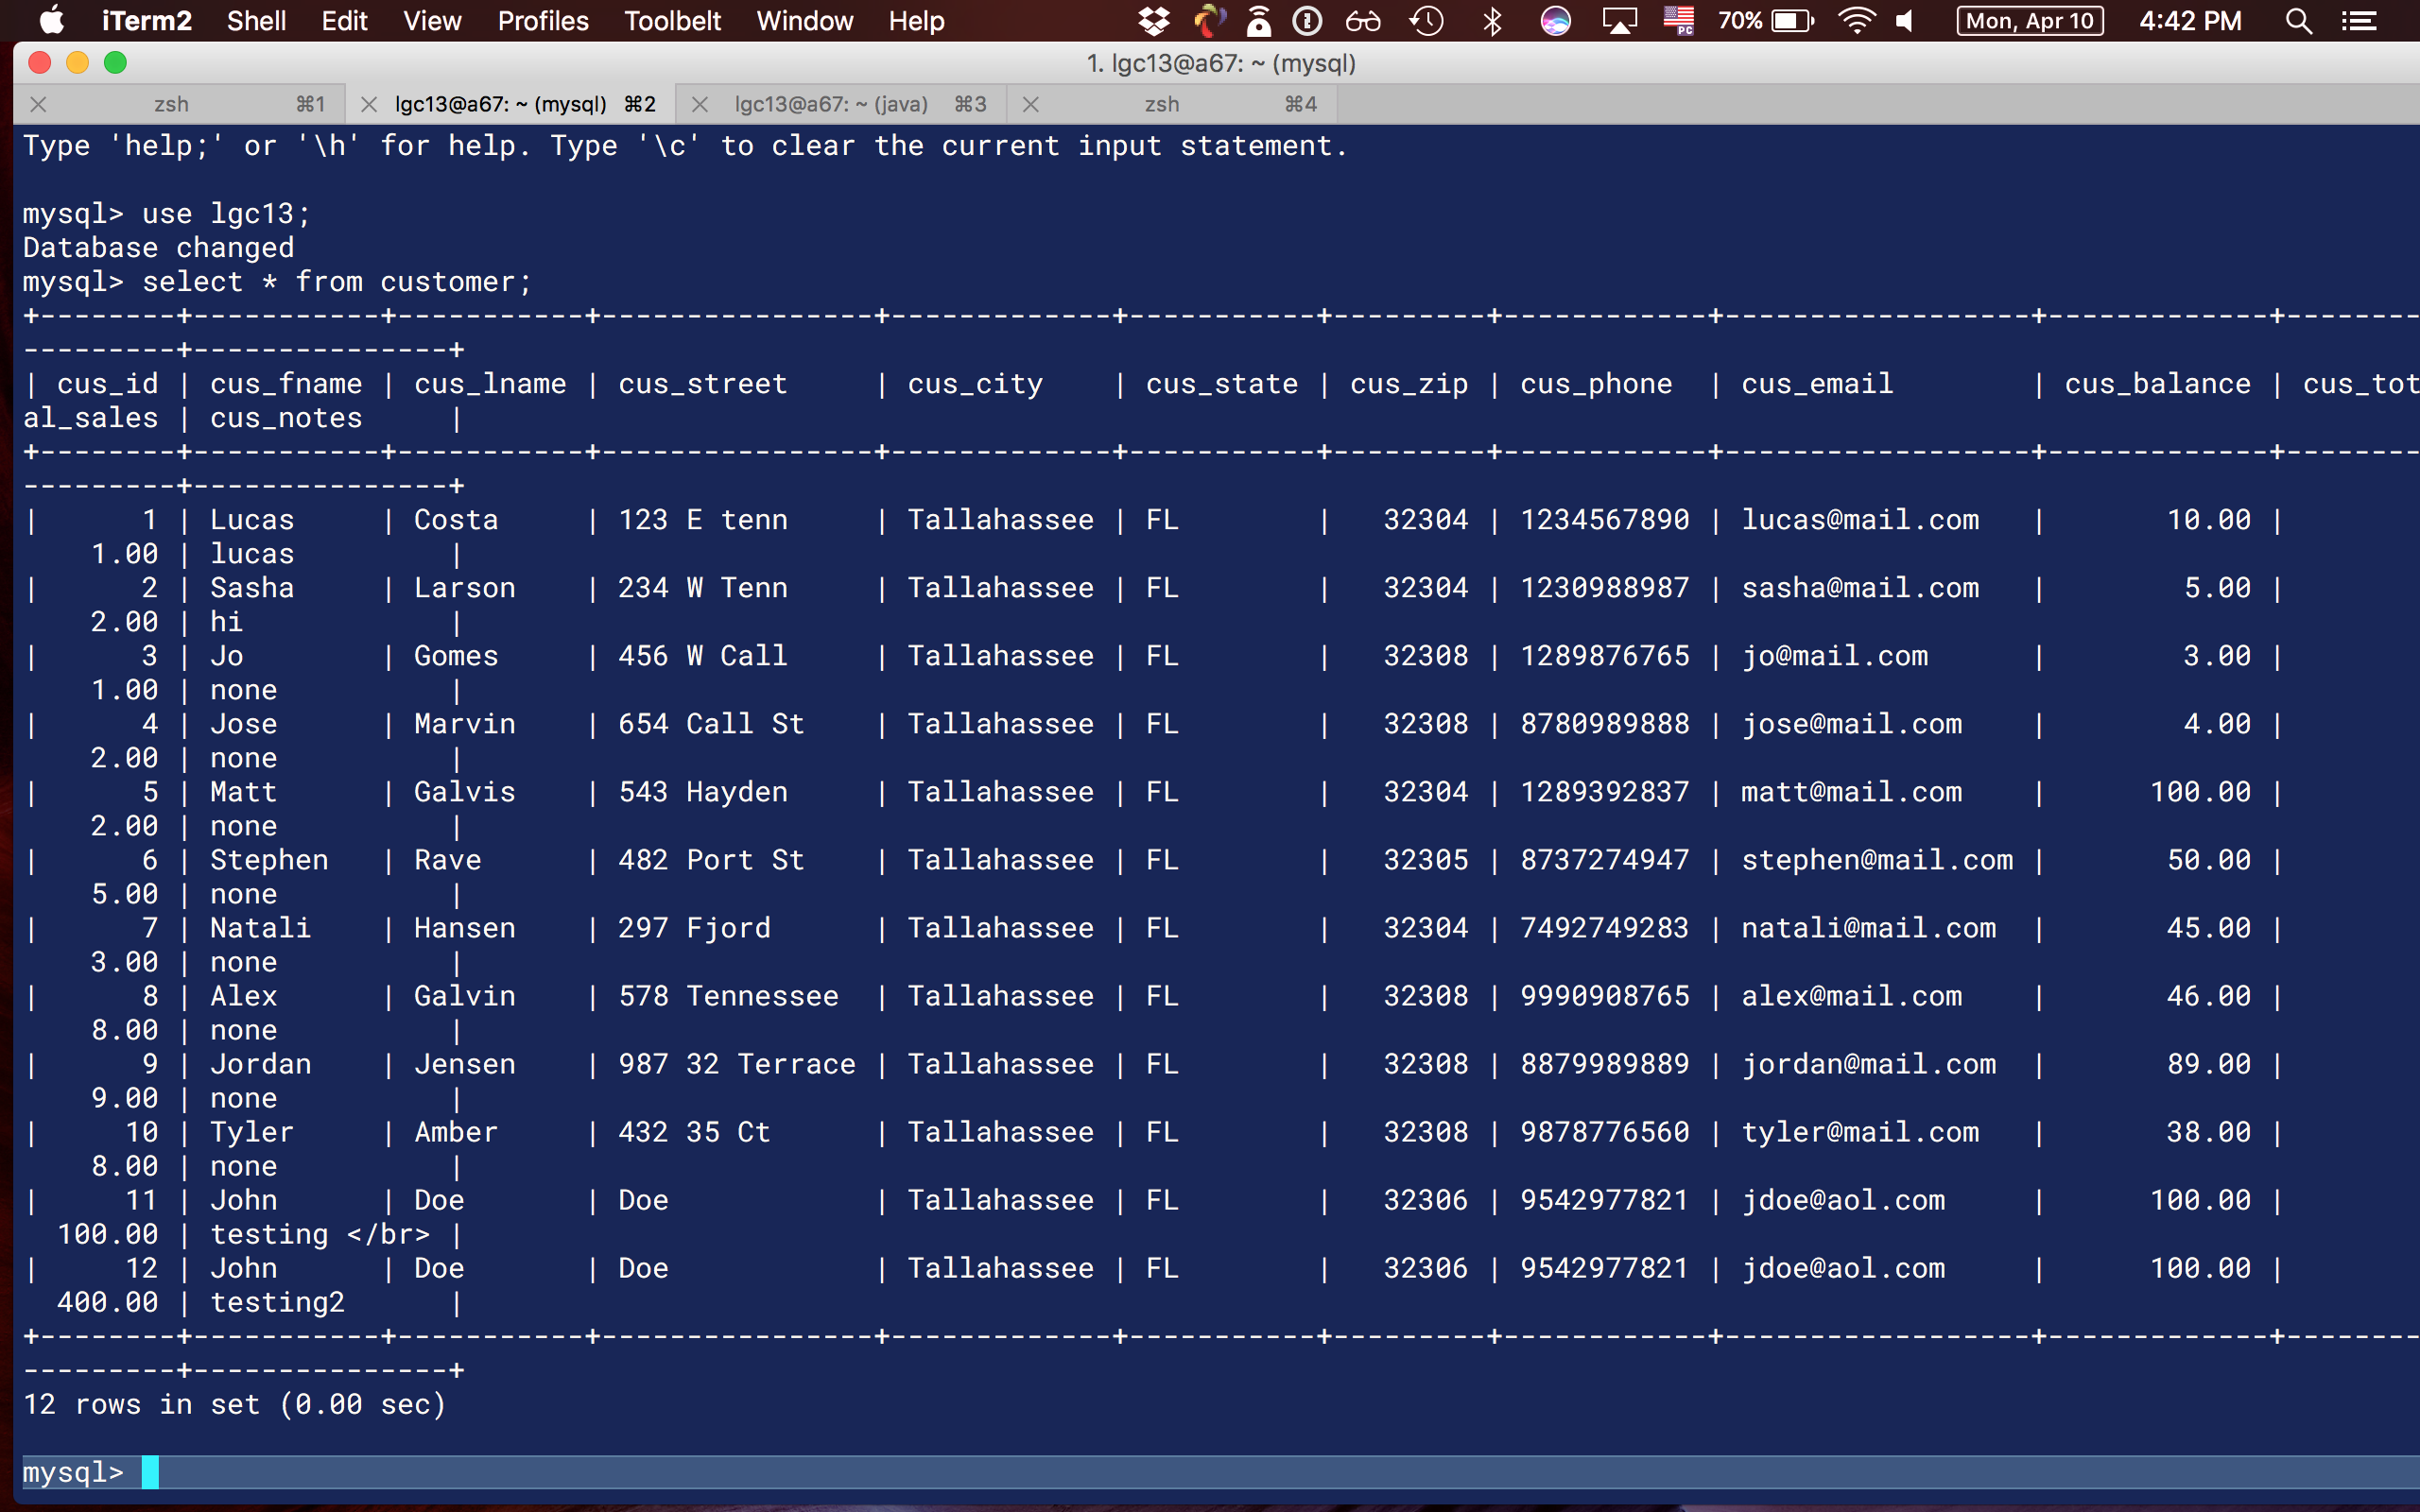 iTerm2 Shell Edit View Profiles Toolbelt Window Help PC 70% Mon, Apr 10 4:42 PM
1. lgc13@a67: ~ (mysql)
zsh ⌘1 lgc13@a67: ~ (mysql) ⌘2 lgc13@a67: ~ (java) ⌘3 zsh ⌘4
Type 'help;' or '\h' for help. Type '\c' to clear the current input statement.
mysql> use lgc13;
Database changed
mysql> select * from customer;
+--------+-----------+-----------+----------------+-------------+-----------+---------+------------+------------------+-------------+--------
---------+---------------+
| cus_id | cus_fname | cus_lname | cus_street     | cus_city    | cus_state | cus_zip | cus_phone  | cus_email        | cus_balance | cus_tot
al_sales | cus_notes     |
+--------+-----------+-----------+----------------+-------------+-----------+---------+------------+------------------+-------------+--------
---------+---------------+
|      1 | Lucas     | Costa     | 123 E tenn     | Tallahassee | FL        |   32304 | 1234567890 | lucas@mail.com   |       10.00 |
    1.00 | lucas         |
|      2 | Sasha     | Larson    | 234 W Tenn     | Tallahassee | FL        |   32304 | 1230988987 | sasha@mail.com   |        5.00 |
    2.00 | hi            |
|      3 | Jo        | Gomes     | 456 W Call     | Tallahassee | FL        |   32308 | 1289876765 | jo@mail.com      |        3.00 |
    1.00 | none          |
|      4 | Jose      | Marvin    | 654 Call St    | Tallahassee | FL        |   32308 | 8780989888 | jose@mail.com    |        4.00 |
    2.00 | none          |
|      5 | Matt      | Galvis    | 543 Hayden     | Tallahassee | FL        |   32304 | 1289392837 | matt@mail.com    |      100.00 |
    2.00 | none          |
|      6 | Stephen   | Rave      | 482 Port St    | Tallahassee | FL        |   32305 | 8737274947 | stephen@mail.com |       50.00 |
    5.00 | none          |
|      7 | Natali    | Hansen    | 297 Fjord      | Tallahassee | FL        |   32304 | 7492749283 | natali@mail.com  |       45.00 |
    3.00 | none          |
|      8 | Alex      | Galvin    | 578 Tennessee  | Tallahassee | FL        |   32308 | 9990908765 | alex@mail.com    |       46.00 |
    8.00 | none          |
|      9 | Jordan    | Jensen    | 987 32 Terrace | Tallahassee | FL        |   32308 | 8879989889 | jordan@mail.com  |       89.00 |
    9.00 | none          |
|     10 | Tyler     | Amber     | 432 35 Ct      | Tallahassee | FL        |   32308 | 9878776560 | tyler@mail.com   |       38.00 |
    8.00 | none          |
|     11 | John      | Doe       | Doe            | Tallahassee | FL        |   32306 | 9542977821 | jdoe@aol.com     |      100.00 |
  100.00 | testing </br> |
|     12 | John      | Doe       | Doe            | Tallahassee | FL        |   32306 | 9542977821 | jdoe@aol.com     |      100.00 |
  400.00 | testing2      |
+--------+-----------+-----------+----------------+-------------+-----------+---------+------------+------------------+-------------+--------
---------+---------------+
12 rows in set (0.00 sec)
mysql>